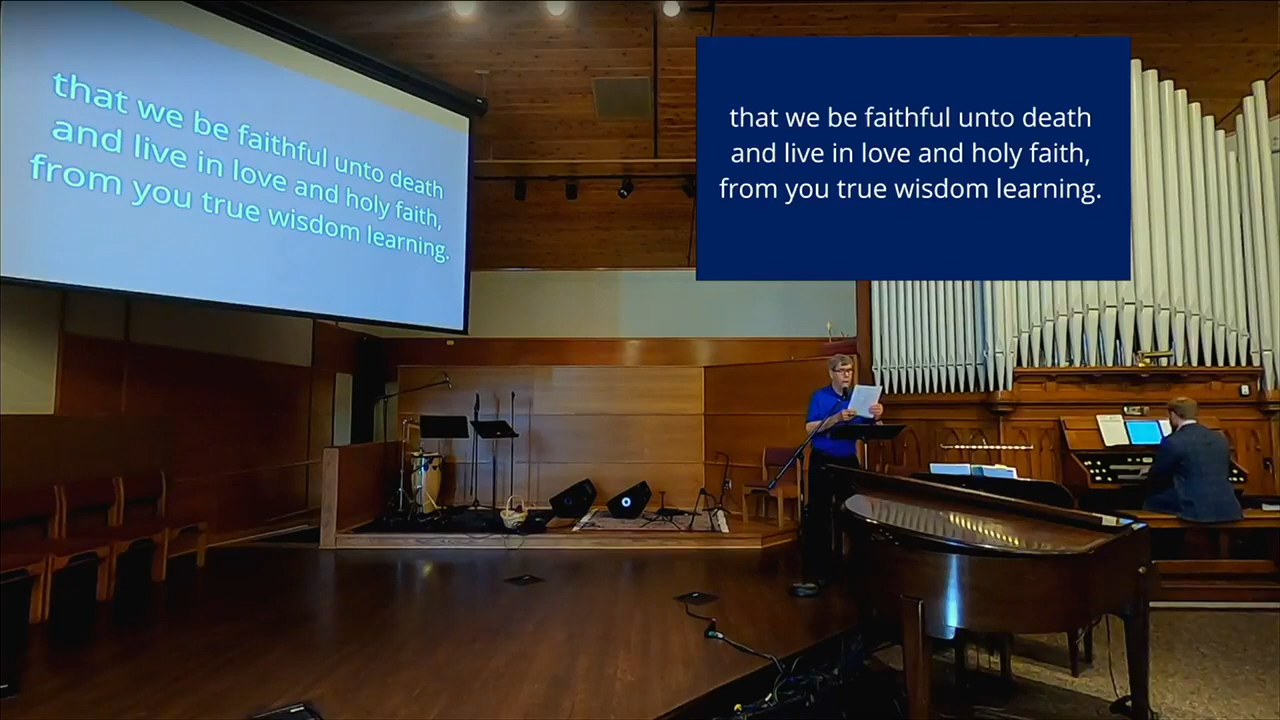 that we be faithful unto death
and live in love and holy faith,
from you true wisdom learning.
that we be faithful unto death
and live in love and holy faith,
from you true wisdom learning.